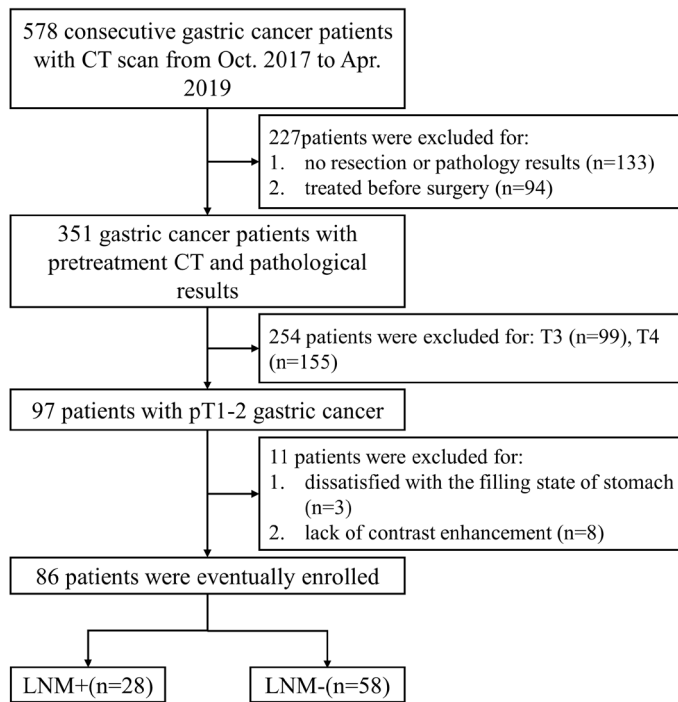 578 consecutive gastric cancer patients
with CT scan from Oct. 2017 to Apr.
2019
227patients were excluded for:
1. no resection or pathology results (n=133)
2. treated before surgery (n=94)
351 gastric cancer patients with
pretreatment CT and pathological
results
254 patients were excluded for: T3 (n=99), T4
(n=155)
97 patients with pT1-2 gastric cancer
11 patients were excluded for:
1. dissatisfied with the filling state of stomach
(n=3)
2. lack of contrast enhancement (n=8)
86 patients were eventually enrolled
LNM+(n=28)
LNM-(n=58)